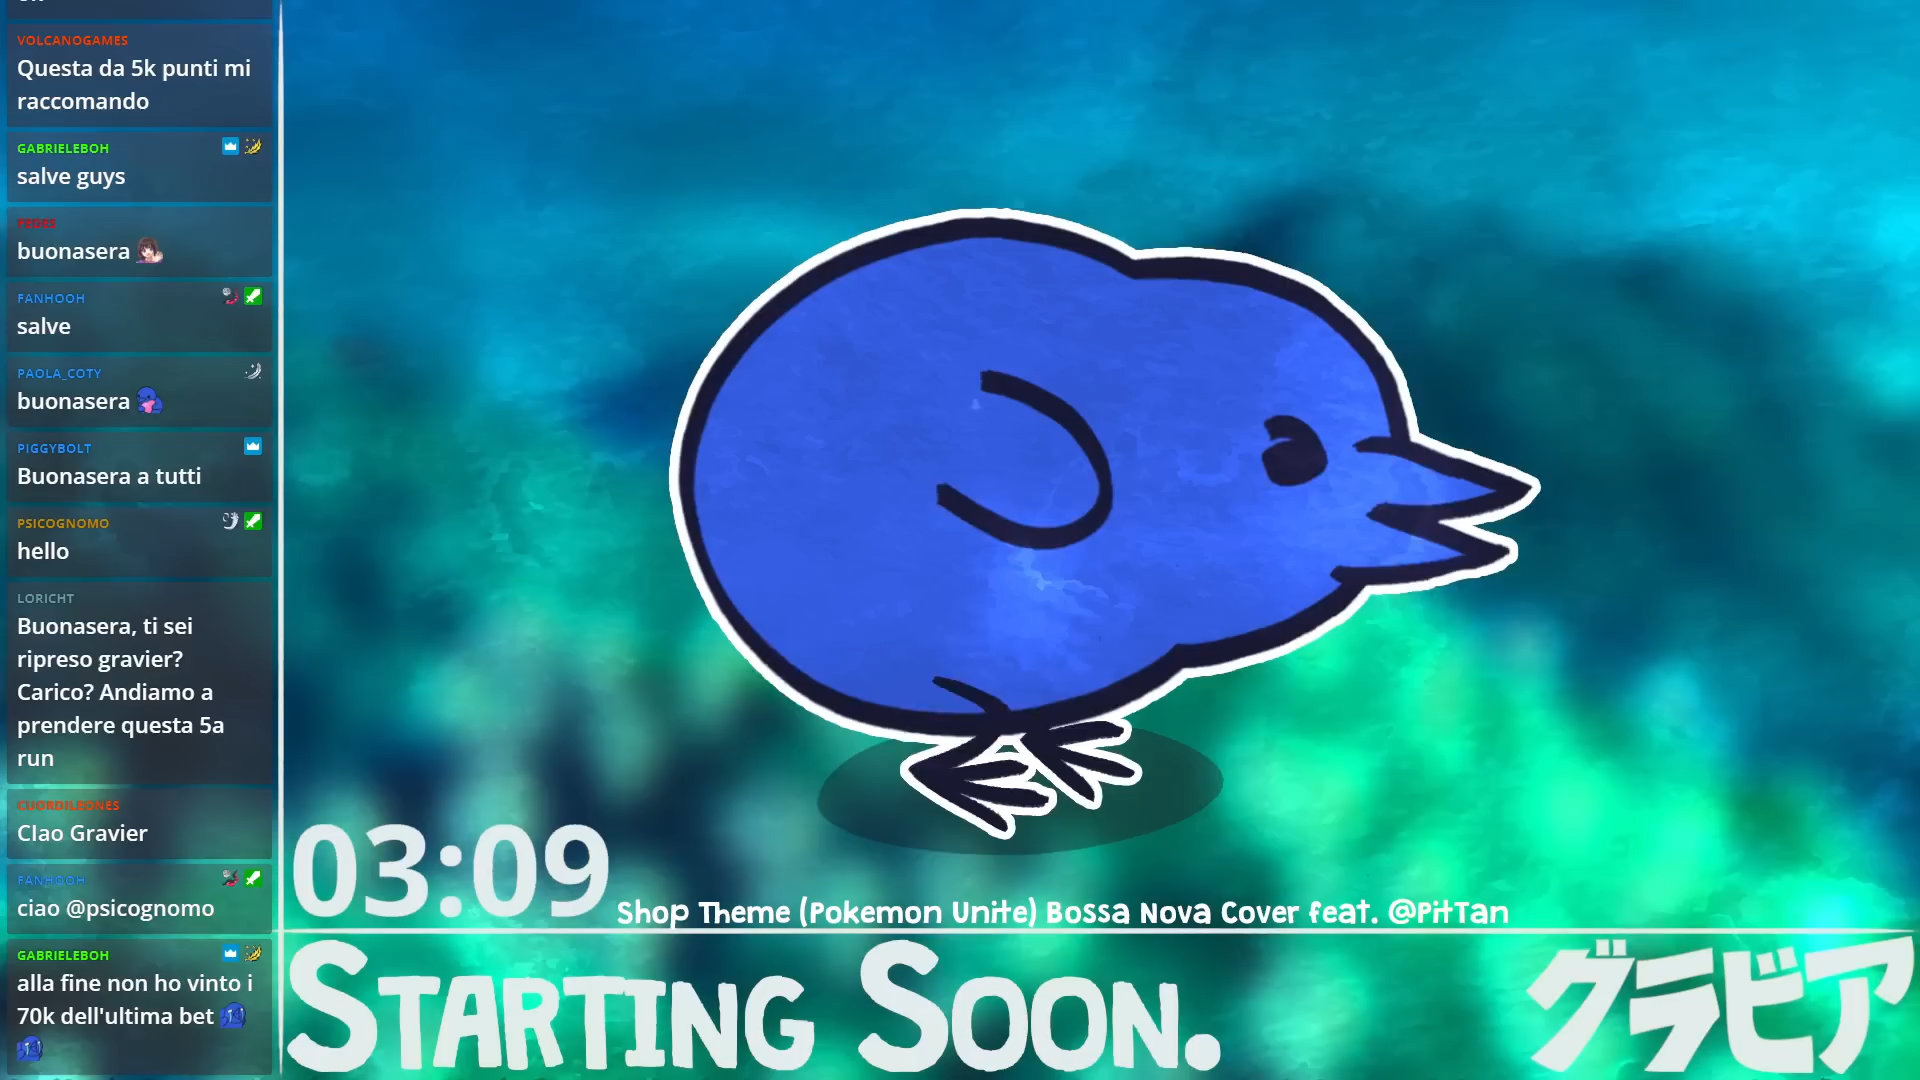 VOLCANOGAMES
Questa da 5k punti mi
raccomando
GABRIELEBOH
salve guys
buonasera
FANHOOH
salve
PAOLA_COTY
buonasera
PIGGYBOLT
Buonasera a tutti
PSICOGNOMO
hello
LORICHT
Buonasera, ti sei
ripreso gravier?
Carico? Andiamo a
prendere questa 5a
run
CUORDILEONES
CIao Gravier
FANHOOH
ciao @psicognomo
GABRIELEBOH
alla fine non ho vinto i
70k dell'ultima bet
03:09
Shop Theme (Pokemon Unite) Bossa Nova Cover feat. @PitTan
STARTING SOON.
グラビア